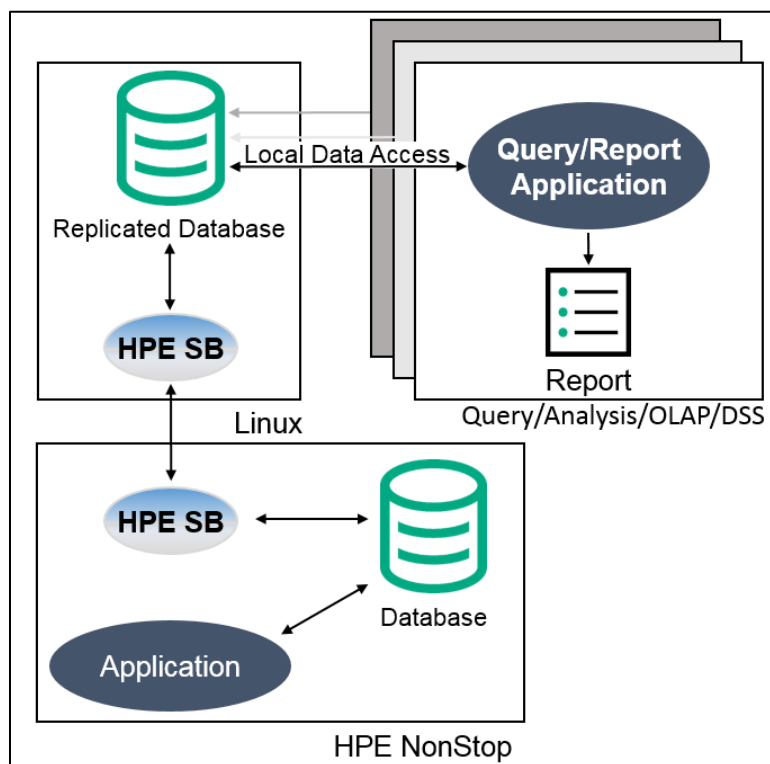 Local Data Access
Query/Report
Application
Replicated Database
HPE SB
Report
Linux
Query/Analysis/OLAP/DSS
HPE SB
Database
Application
HPE NonStop